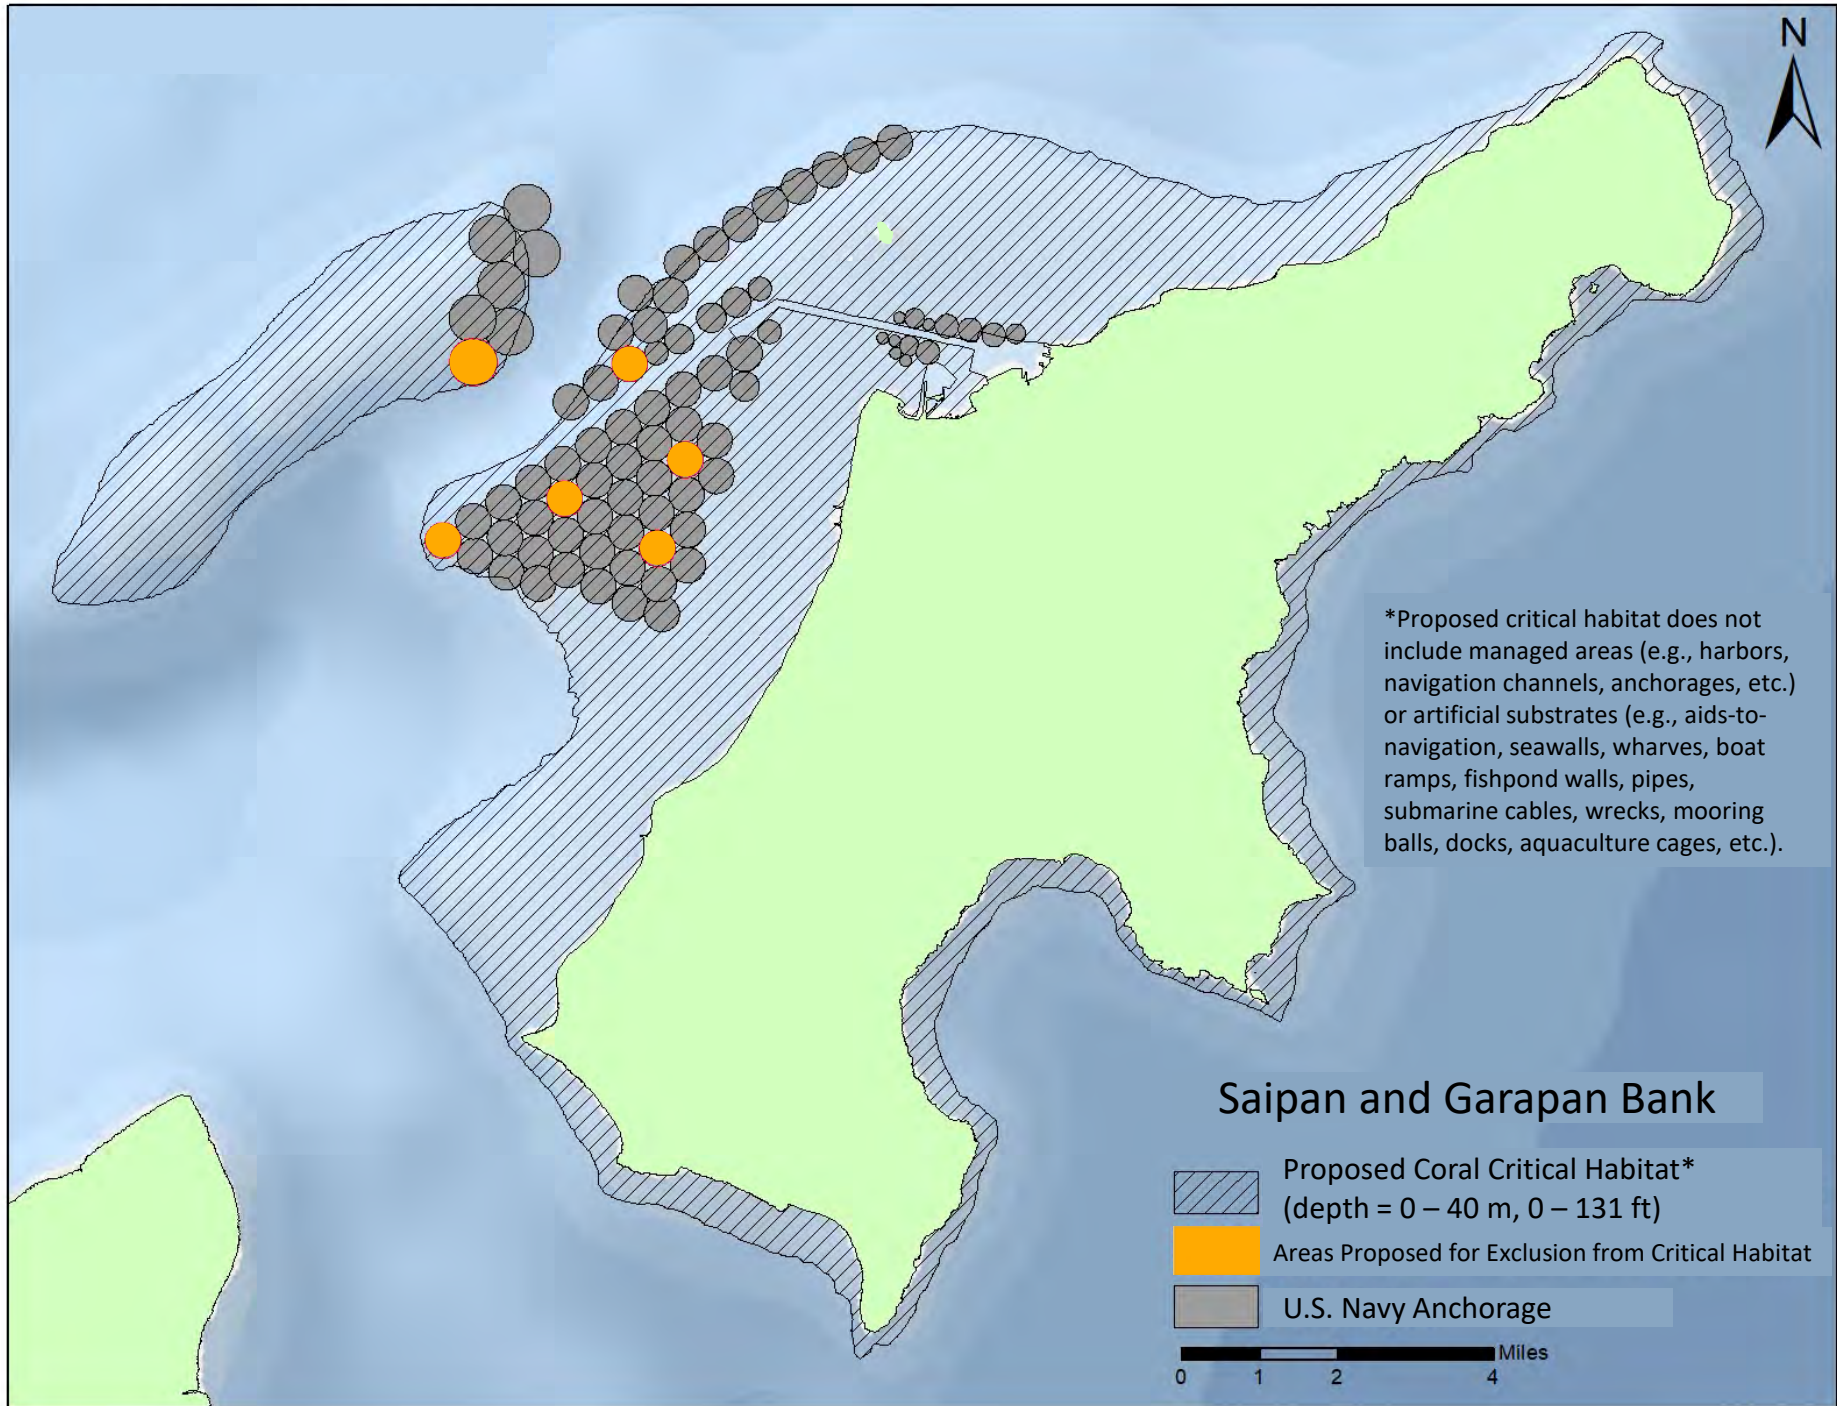 N
*Proposed critical habitat does not
include managed areas (e.g., harbors,
navigation channels, anchorages, etc.)
or artificial substrates (e.g., aids-to-
navigation, seawalls, wharves, boat
ramps, fishpond walls, pipes,
submarine cables, wrecks, mooring
balls, docks, aquaculture cages, etc.).
Saipan and Garapan Bank
Proposed Coral Critical Habitat*
(depth = 0 – 40 m, 0 – 131 ft)
Areas Proposed for Exclusion from Critical Habitat
U.S. Navy Anchorage
Miles
0 1 2 4